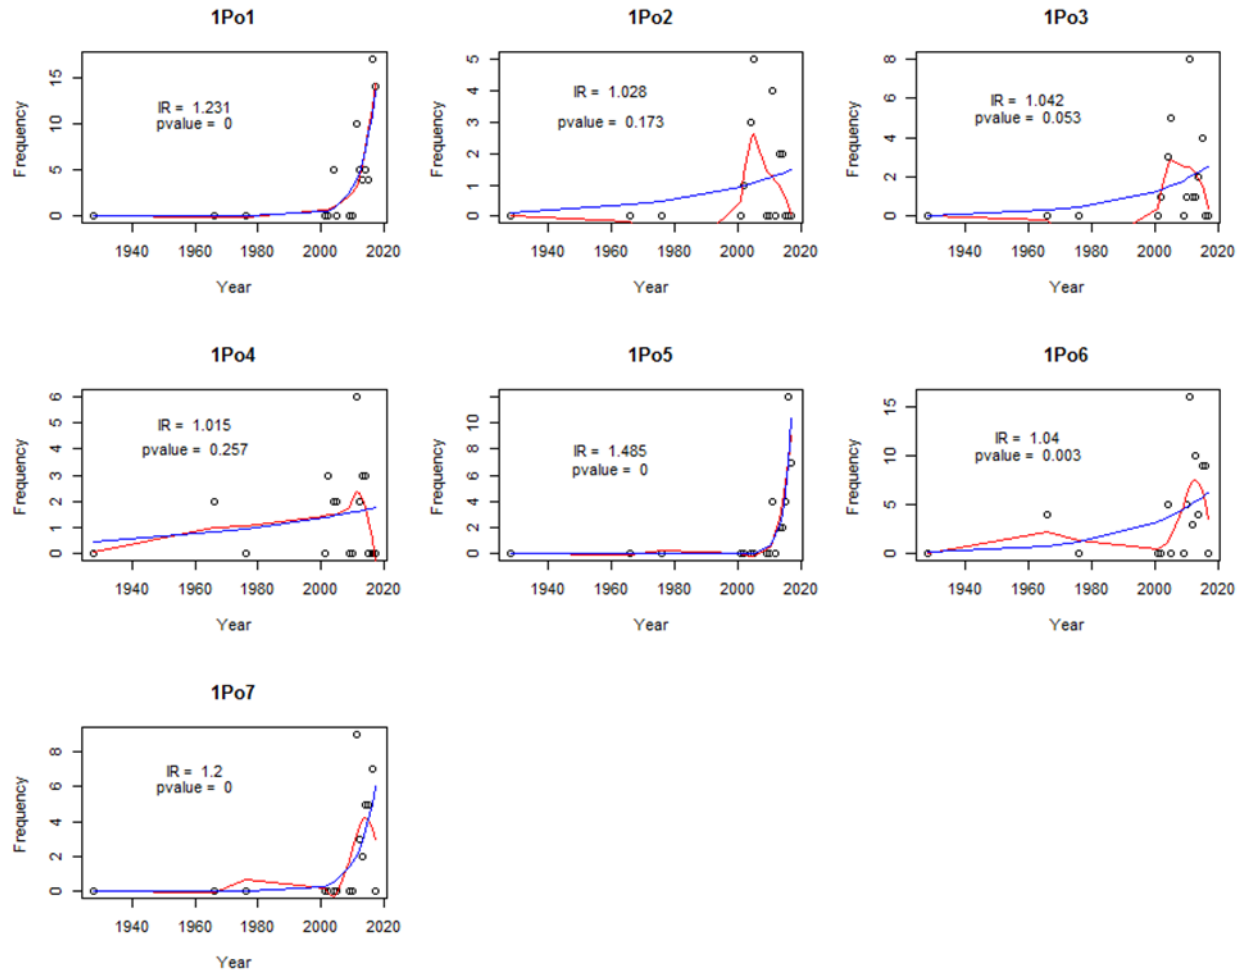 1Po1
IR = 1.231
pvalue = 0
Frequency
0
5
10
15
1940
1960
1980
2000
2020
Year
1Po2
IR = 1.028
pvalue = 0.173
Frequency
0
1
2
3
4
5
1940
1960
1980
2000
2020
Year
1Po3
IR = 1.042
pvalue = 0.053
Frequency
0
2
4
6
8
1940
1960
1980
2000
2020
Year
1Po4
IR = 1.015
pvalue = 0.257
Frequency
0
1
2
3
4
5
6
1940
1960
1980
2000
2020
Year
1Po5
IR = 1.485
pvalue = 0
Frequency
0
2
4
6
8
10
1940
1960
1980
2000
2020
Year
1Po6
IR = 1.04
pvalue = 0.003
Frequency
0
5
10
15
1940
1960
1980
2000
2020
Year
1Po7
IR = 1.2
pvalue = 0
Frequency
0
2
4
6
8
1940
1960
1980
2000
2020
Year